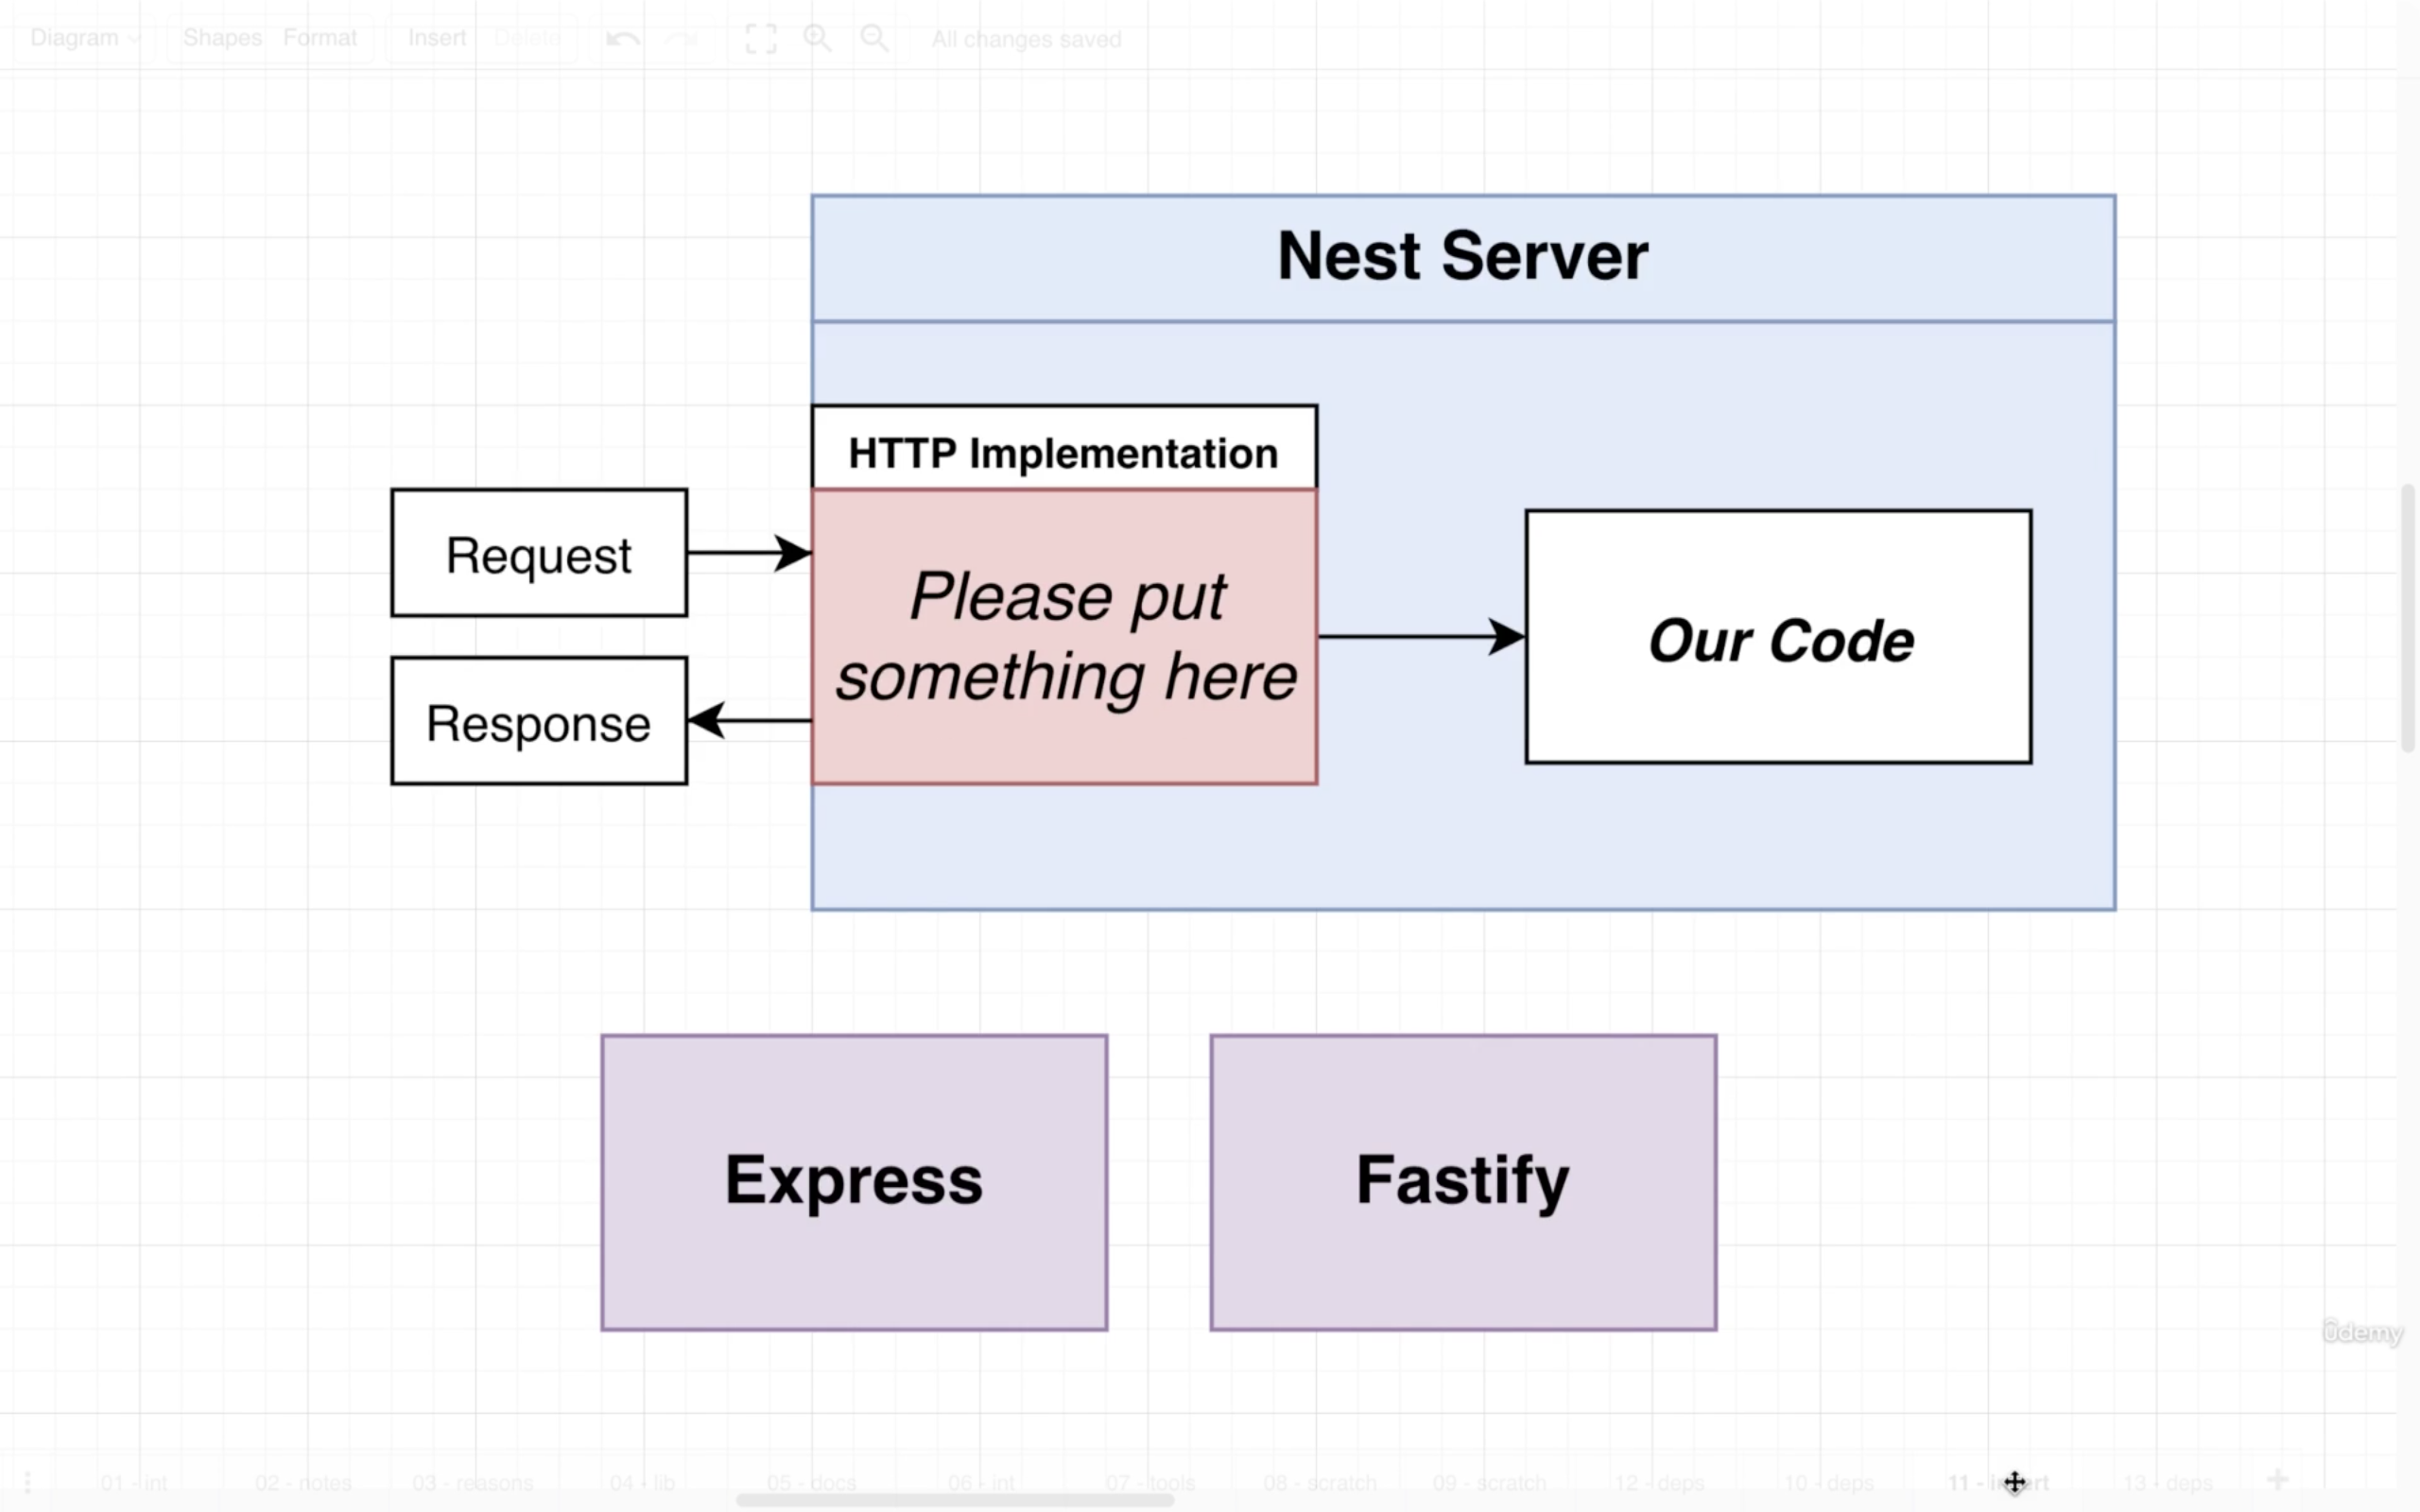 Diagram
Shapes
Format
Insert
Delete
All changes saved
Nest Server
HTTP Implementation
Request
Response
Please put
something here
Our Code
Express
Fastify
ûdemy
01 - int
02 - notes
03 - reasons
04 - lib
05 - docs
06 - int
07 - tools
08 - scratch
09 - scratch
12 - deps
10 - deps
11 -
13 - deps